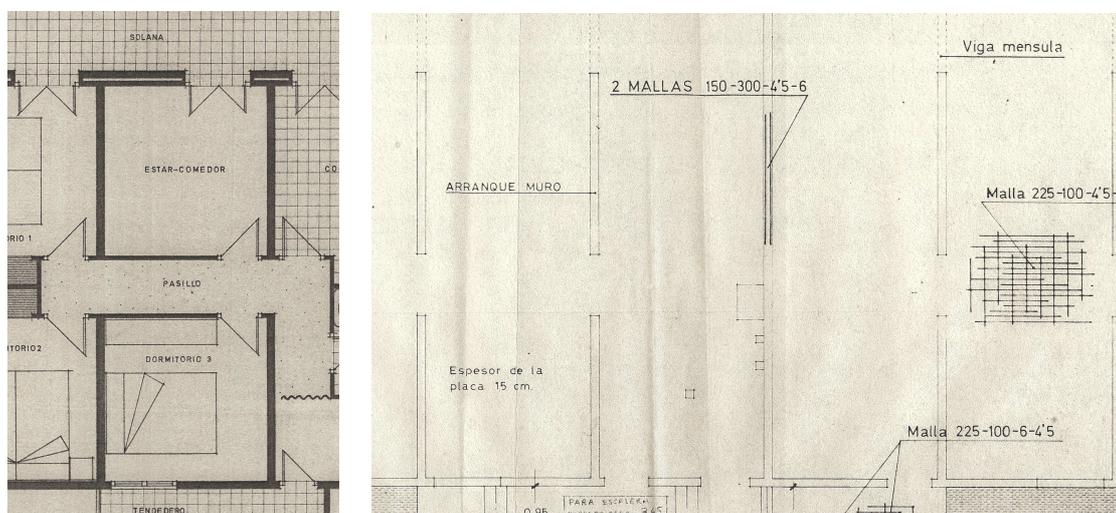 SOLANA
ESTAR-COMEDOR
CO
RIO 1
PASILLO
TORIO2
DORMITORIO 3
TENDEDERO
Viga mensula
2 MALLAS 150-300-4'5-6
ARRANQUE MURO
Malla 225-100-4'5-
Espesor de la
placa 15 cm.
Malla 225-100-6-4'5
PARA ESCALERA
0,95